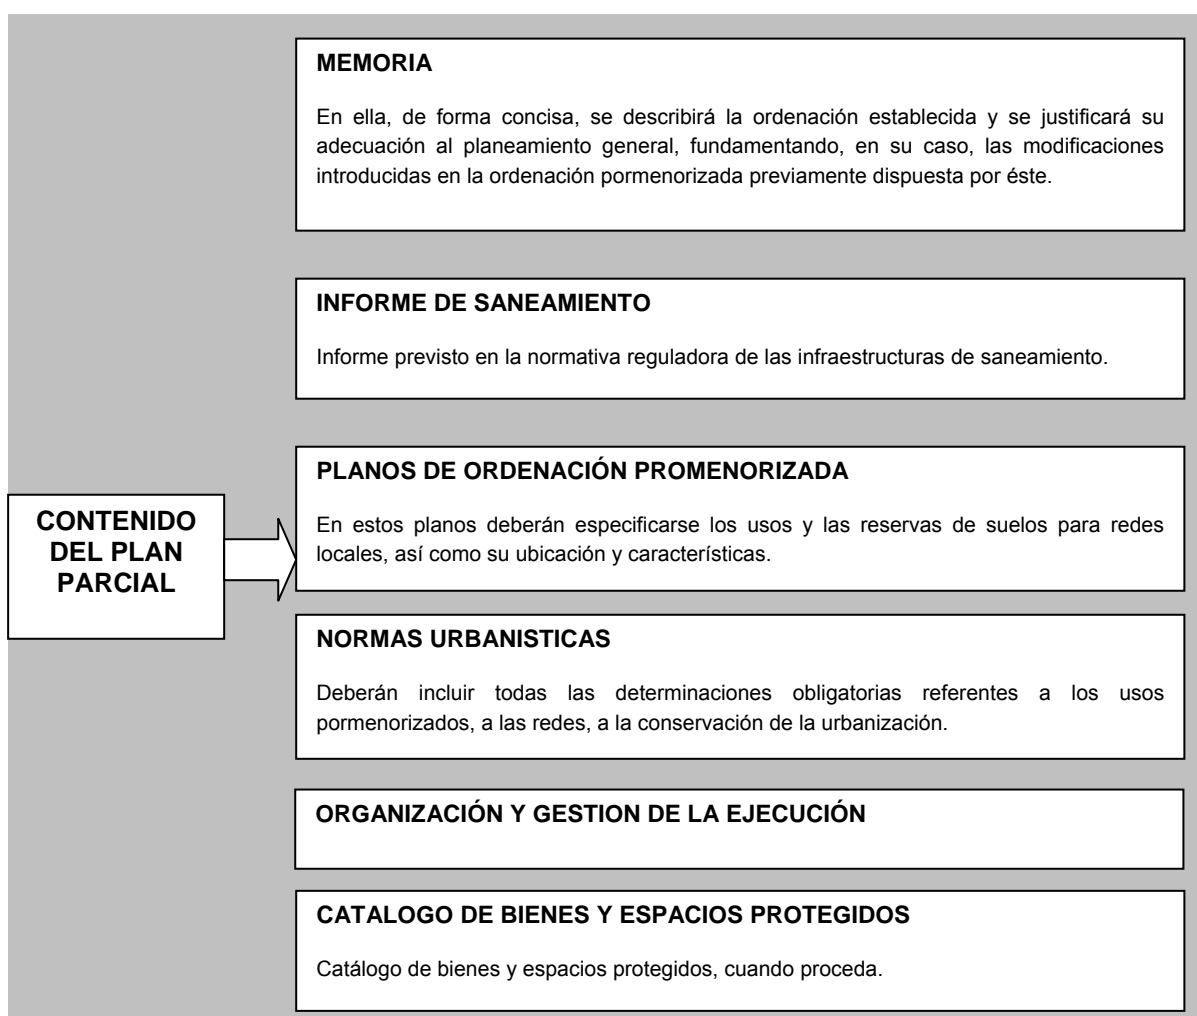 MEMORIA
En ella, de forma concisa, se describirá la ordenación establecida y se justificará su
adecuación al planeamiento general, fundamentando, en su caso, las modificaciones
introducidas en la ordenación pormenorizada previamente dispuesta por éste.
INFORME DE SANEAMIENTO
Informe previsto en la normativa reguladora de las infraestructuras de saneamiento.
CONTENIDO
DEL PLAN
PARCIAL
PLANOS DE ORDENACIÓN PROMENORIZADA
En estos planos deberán especificarse los usos y las reservas de suelos para redes
locales, así como su ubicación y características.
NORMAS URBANISTICAS
Deberán incluir todas las determinaciones obligatorias referentes a los usos
pormenorizados, a las redes, a la conservación de la urbanización.
ORGANIZACIÓN Y GESTION DE LA EJECUCIÓN
CATALOGO DE BIENES Y ESPACIOS PROTEGIDOS
Catálogo de bienes y espacios protegidos, cuando proceda.